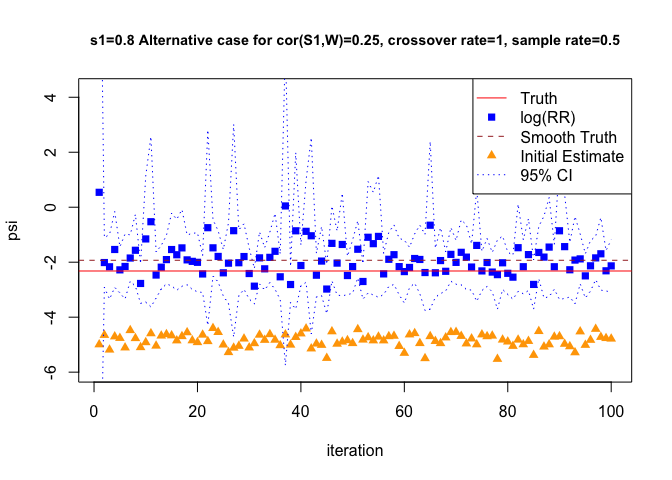 s1=0.8 Alternative case for cor(S1,W)=0.25, crossover rate=1, sample rate=0.5
psi
4
2
0
-2
-4
-6
Truth
log(RR)
Smooth Truth
Initial Estimate
95% CI
0 20 40 60 80 100
iteration